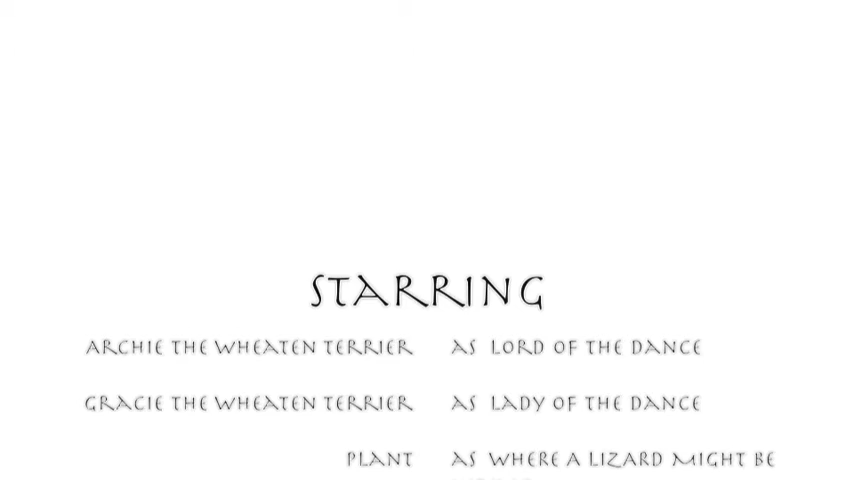 STARRING
ARCHIE THE WHEATEN TERRIER AS LORD OF THE DANCE
GRACIE THE WHEATEN TERRIER AS LADY OF THE DANCE
PLANT AS WHERE A LIZARD MIGHT BE